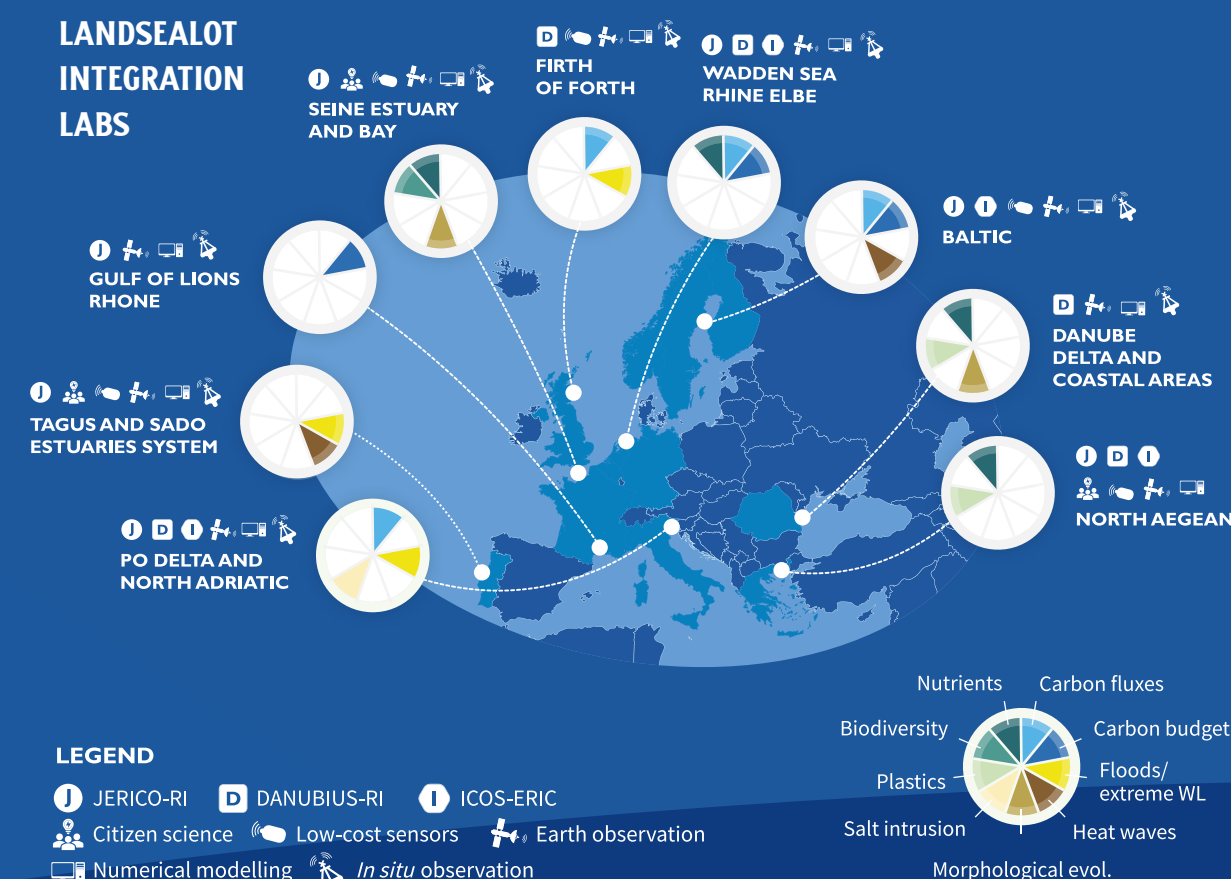 LANDSEALOT
INTEGRATION
LABS
D
FIRTH
OF FORTH
J D I
WADDEN SEA
RHINE ELBE
J
SEINE ESTUARY
AND BAY
J I
BALTIC
J
GULF OF LIONS
RHONE
D
DANUBE
DELTA AND
COASTAL AREAS
J
TAGUS AND SADO
ESTUARIES SYSTEM
J D I
NORTH AEGEAN
J D I
PO DELTA AND
NORTH ADRIATIC
Nutrients
Carbon fluxes
Biodiversity
Carbon budget
Plastics
Floods/
extreme WL
Salt intrusion
Heat waves
Morphological evol.
LEGEND
J JERICO-RI D DANUBIUS-RI I ICOS-ERIC
Citizen science Low-cost sensors Earth observation
Numerical modelling In situ observation